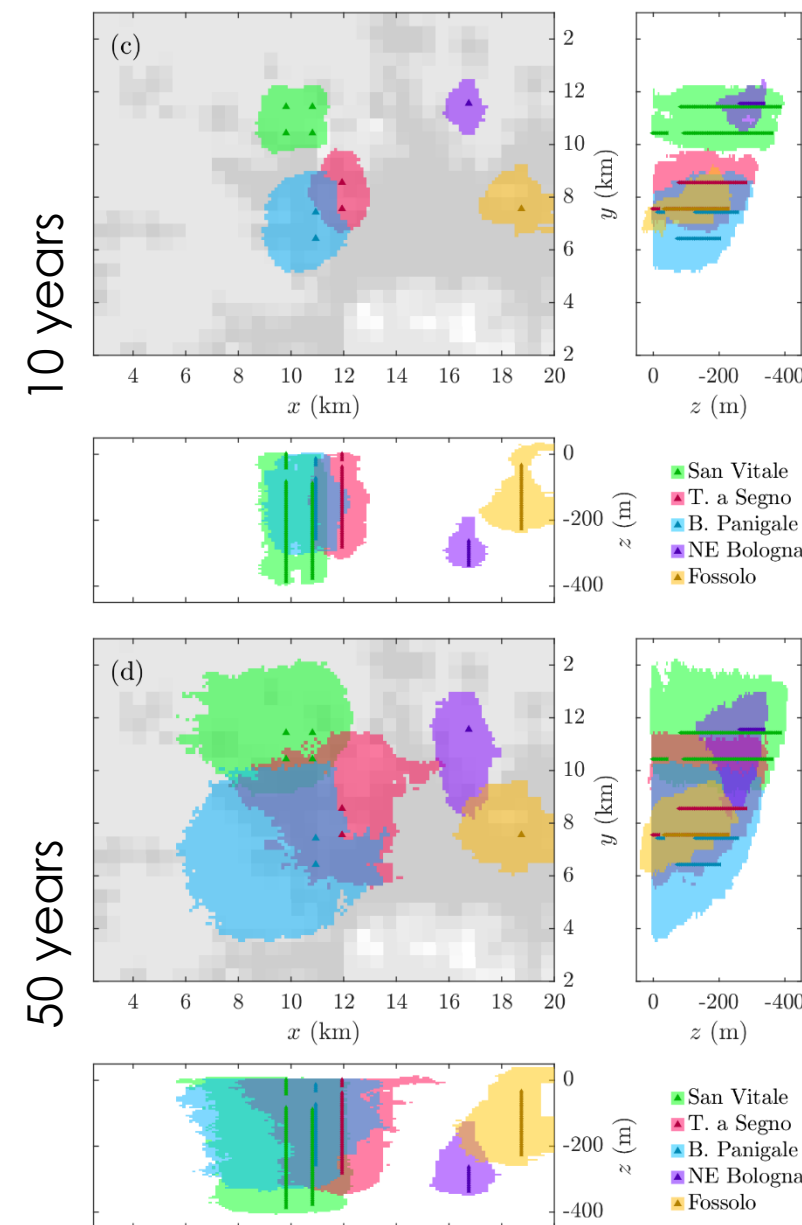 10 years
(c)
2
12
10
8
6
4
2
y (km)
4 6 8 10 12 14 16 18 20
x (km)
0 -200 -400
z (m)
0
-200
-400
z (m)
San Vitale
T. a Segno
B. Panigale
NE Bologna
Fossolo
50 years
(d)
2
12
10
8
6
4
2
y (km)
4 6 8 10 12 14 16 18 20
x (km)
0 -200 -400
z (m)
0
-200
-400
z (m)
San Vitale
T. a Segno
B. Panigale
NE Bologna
Fossolo